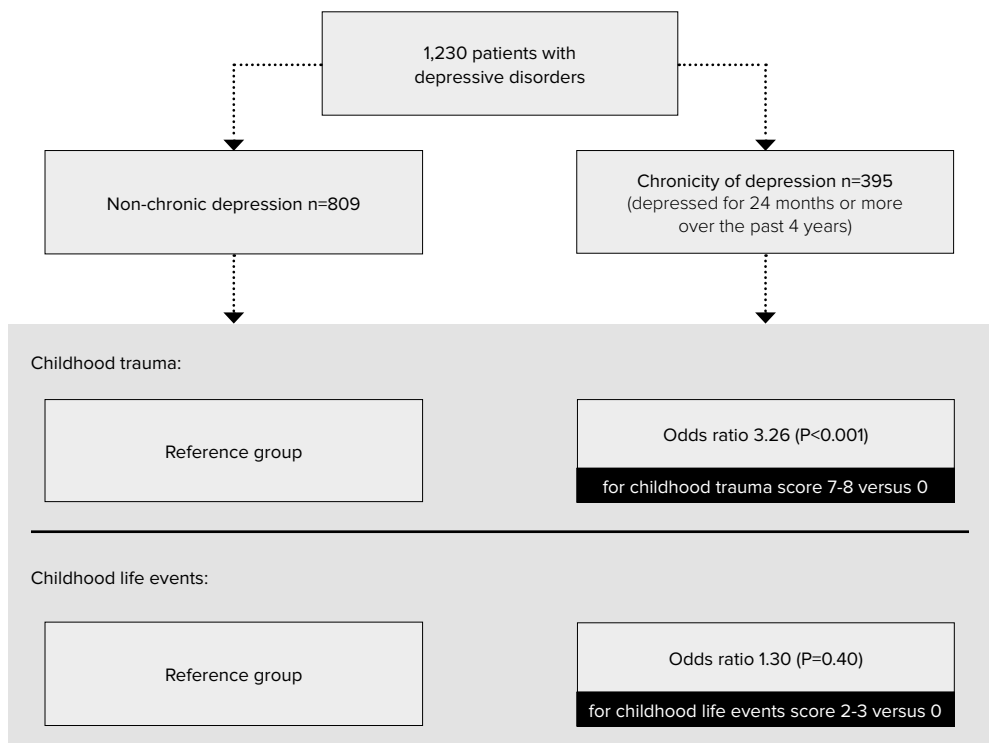 1,230 patients with
depressive disorders
Non-chronic depression n=809
Chronicity of depression n=395
(depressed for 24 months or more
over the past 4 years)
Childhood trauma:
Reference group
Odds ratio 3.26 (P<0.001)
for childhood trauma score 7-8 versus 0
Childhood life events:
Reference group
Odds ratio 1.30 (P=0.40)
for childhood life events score 2-3 versus 0